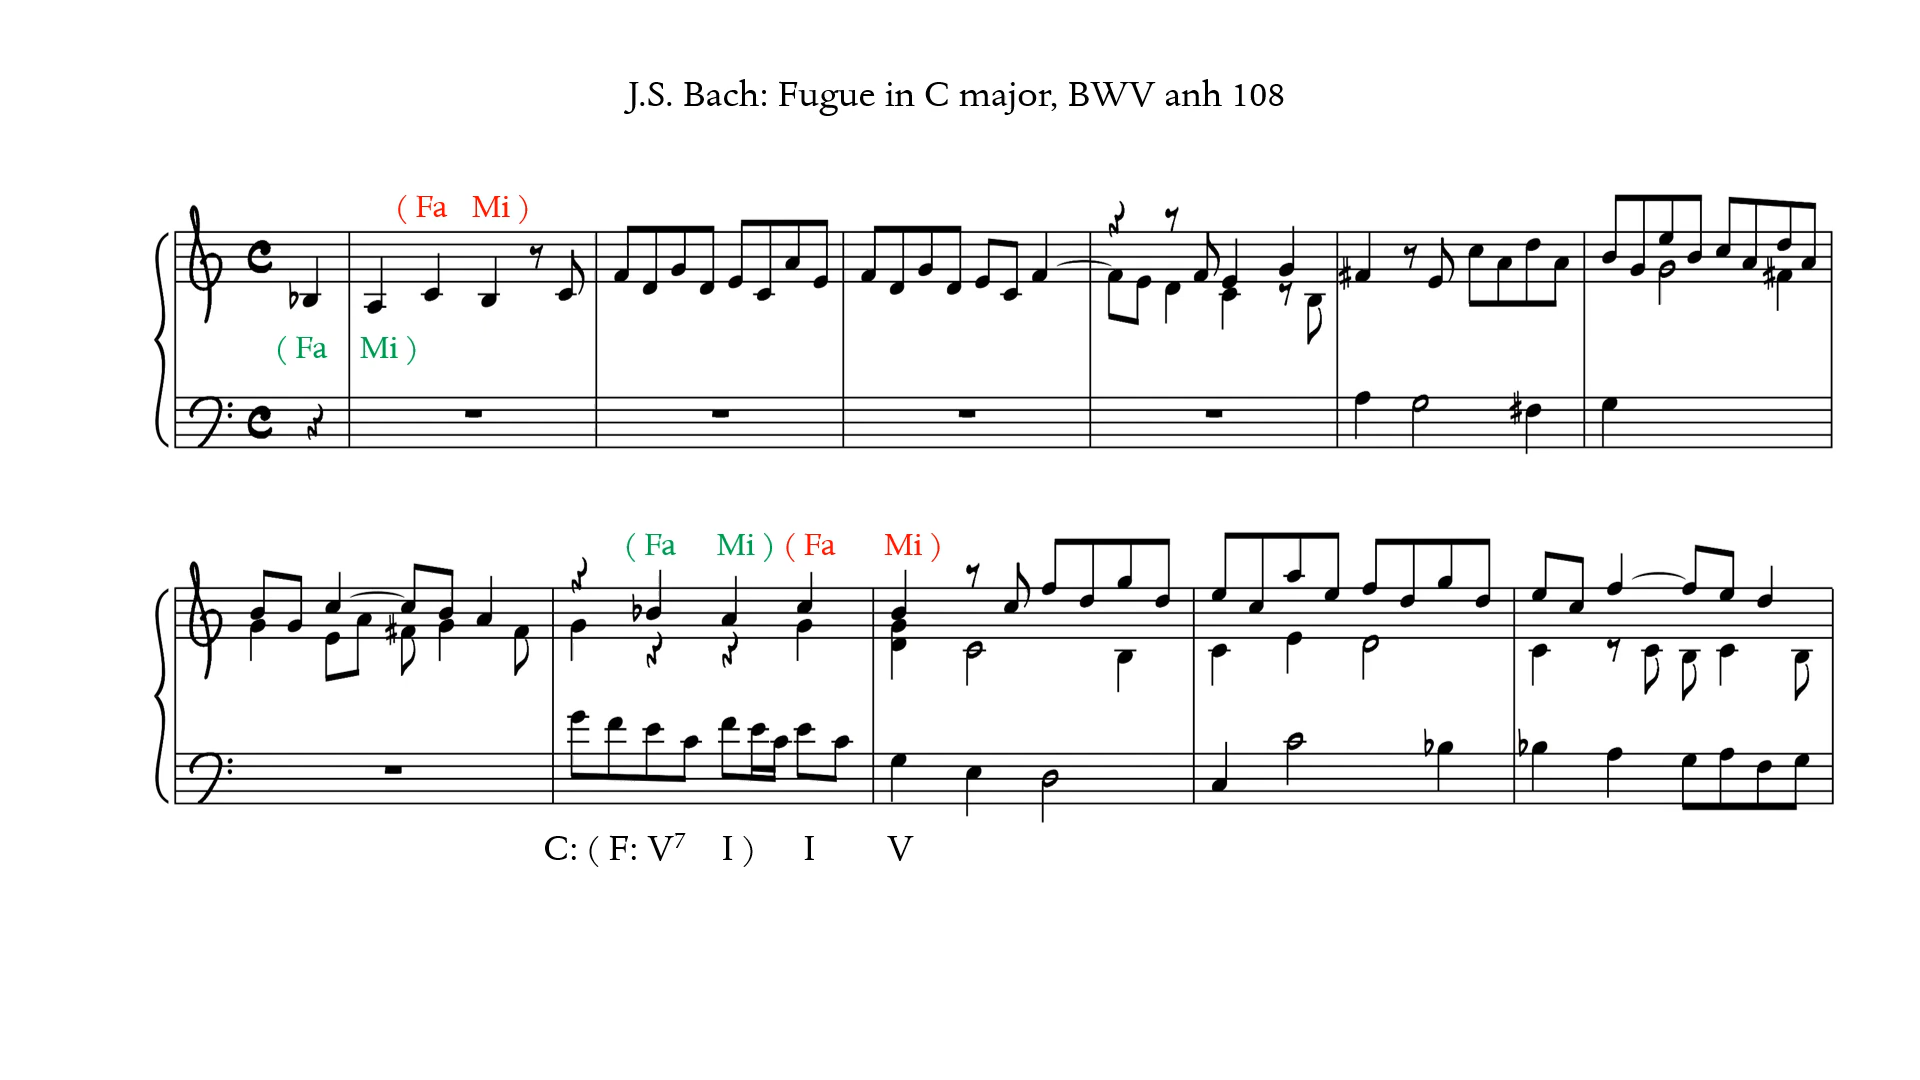 J.S. Bach: Fugue in C major, BWV anh 108
( Fa Mi )
( Fa Mi )
( Fa Mi ) ( Fa Mi )
C: ( F: V⁷ I ) I V